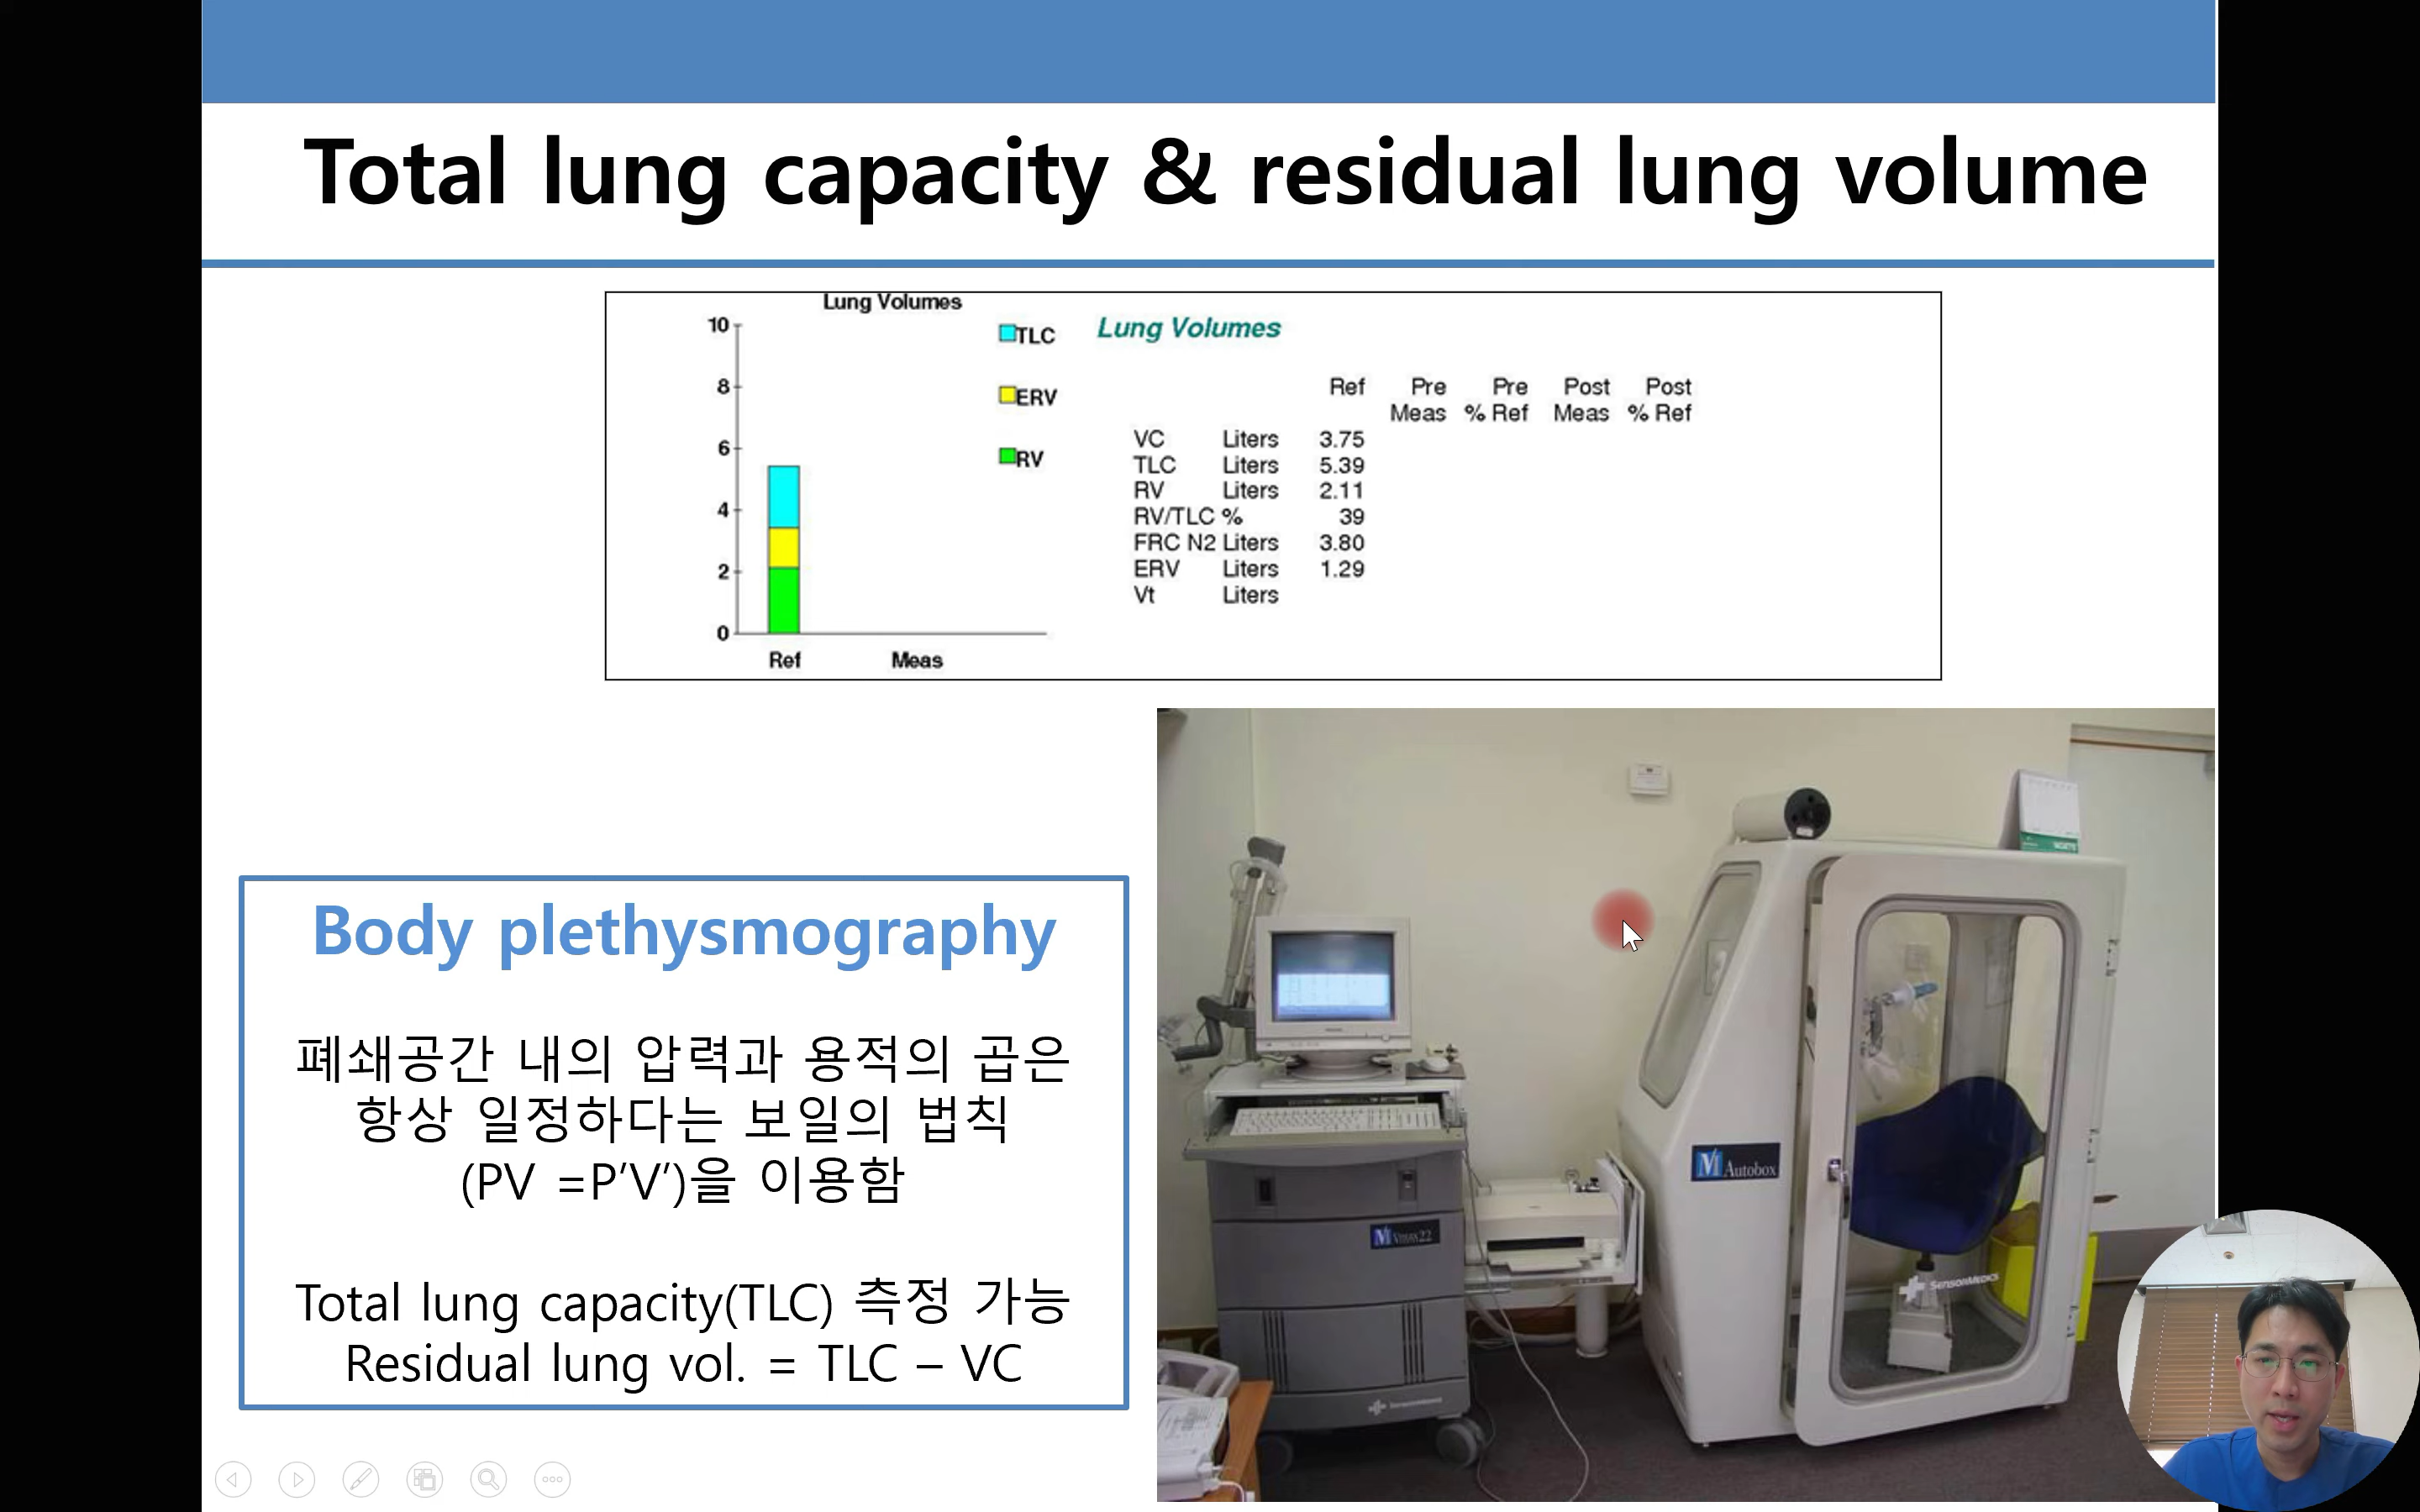 Total lung capacity & residual lung volume
Lung Volumes
10
8
6
4
2
0
Ref Meas
TLC
ERV
RV
Lung Volumes
Ref Pre Pre Post Post
Meas % Ref Meas % Ref
VC Liters 3.75
TLC Liters 5.39
RV Liters 2.11
RV/TLC % 39
FRC N2 Liters 3.80
ERV Liters 1.29
Vt Liters
Body plethysmography
폐쇄공간 내의 압력과 용적의 곱은
항상 일정하다는 보일의 법칙
(PV =P’V’)을 이용함
Total lung capacity(TLC) 측정 가능
Residual lung vol. = TLC – VC
Autobox
SensorMedics
SensorMedics